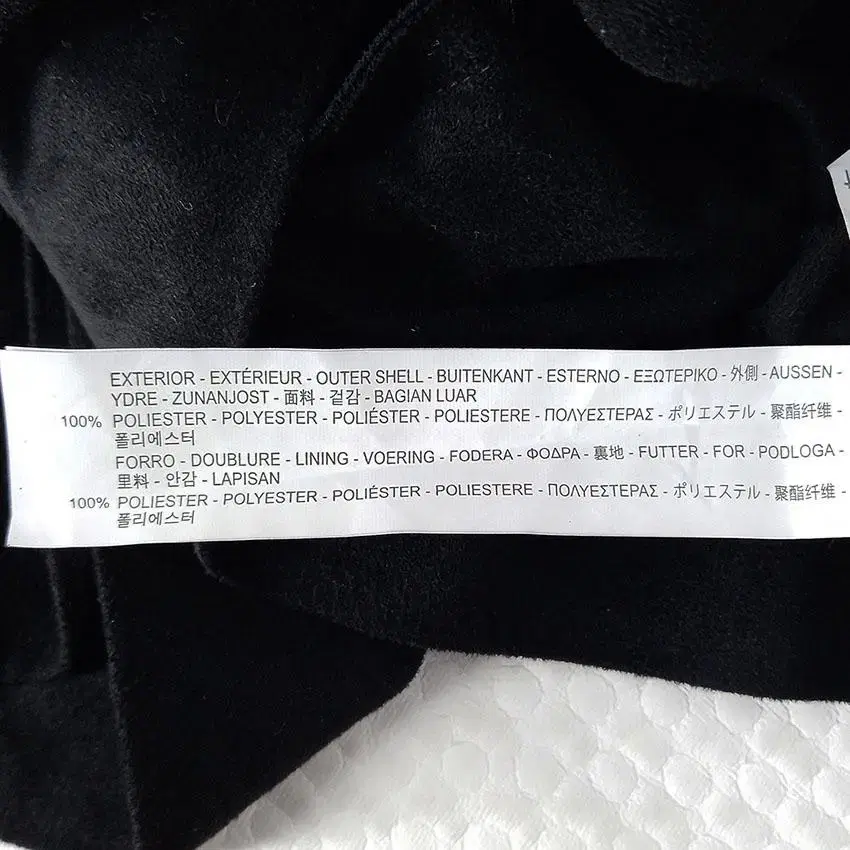 EXTERIOR - EXTÉRIEUR - OUTER SHELL - BUITENKANT - ESTERNO - ΕΞΩΤΕΡΙΚΟ - 外側 - AUSSEN -
YDRE - ZUNANJOST - 面料 - 겉감 - BAGIAN LUAR
100% POLIESTER - POLYESTER - POLIÉSTER - POLIESTERE - ΠΟΛΥΕΣΤΕΡΑΣ - ポリエステル - 聚酯纤维 -
폴리에스터
FORRO - DOUBLURE - LINING - VOERING - FODERA - ΦΟΔΡΑ - 裏地 - FUTTER - FOR - PODLOGA -
里料 - 안감 - LAPISAN
100% POLIESTER - POLYESTER - POLIÉSTER - POLIESTERE - ΠΟΛΥΕΣΤΕΡΑΣ - ポリエステル - 聚酯纤维 -
폴리에스터